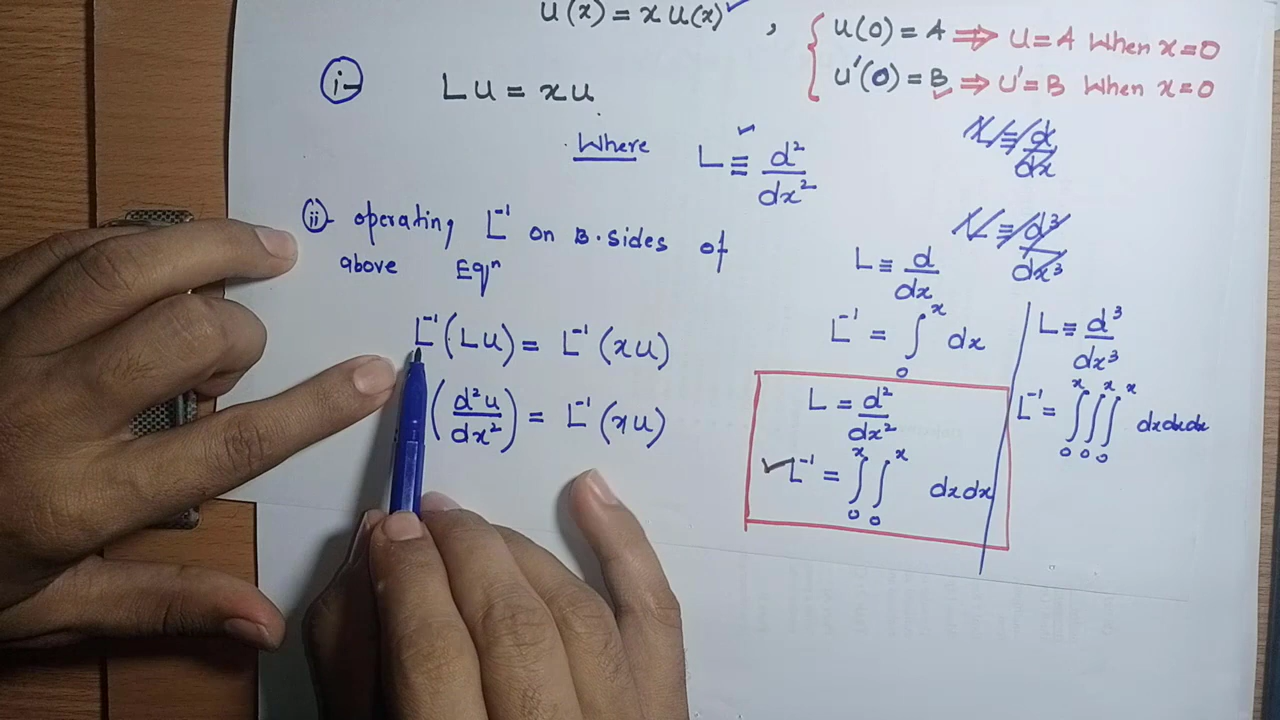 u(x) = x u(x) , { u(0) = A ⇒ u = A When x = 0
u'(0) = B ⇒ u' = B When x = 0
i- Lu = xu
Where L ≡ d²/dx²
L ≡ d/dx
ii- operating L⁻¹ on B.sides of
above Eqⁿ
L ≡ d³/dx³
L ≡ d/dx
L⁻¹ = ∫₀ˣ dx
L ≡ d³/dx³
L⁻¹ = ∫₀ˣ∫₀ˣ∫₀ˣ dxdxdx
L⁻¹(Lu) = L⁻¹(xu)
(d²u/dx²) = L⁻¹(xu)
L = d²/dx²
L⁻¹ = ∫₀ˣ∫₀ˣ dxdx